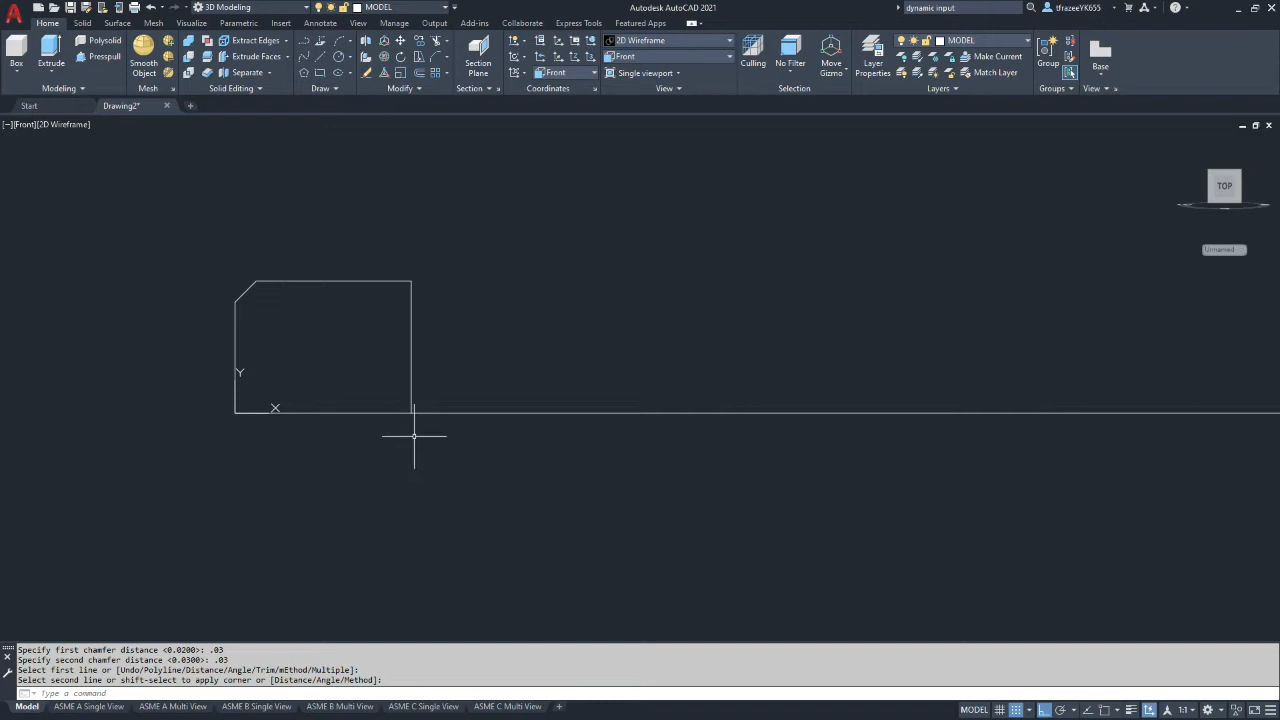 3D Modeling MODEL Autodesk AutoCAD 2021 Drawing2.dwg dynamic input tfrazeeYK655
Home Solid Surface Mesh Visualize Parametric Insert Annotate View Manage Output Add-ins Collaborate Express Tools Featured Apps
Polysolid Extract Edges 2D Wireframe MODEL
Box Extrude Presspull Smooth Object Extrude Faces Section Plane Front Culling No Filter Move Gizmo Layer Properties Make Current Group Base
Separate Front Single viewport Match Layer
Modeling Mesh Solid Editing Draw Modify Section Coordinates View Selection Layers Groups View
Start Drawing2* +
[−][Front][2D Wireframe]
TOP
Unnamed
Y
X
Specify first chamfer distance <0.0200>: .03
Specify second chamfer distance <0.0300>: .03
Select first line or [Undo/Polyline/Distance/Angle/Trim/mEthod/Multiple]:
Select second line or shift-select to apply corner or [Distance/Angle/Method]:
Type a command
Model ASME A Single View ASME A Multi View ASME B Single View ASME B Multi View ASME C Single View ASME C Multi View +
MODEL 1:1